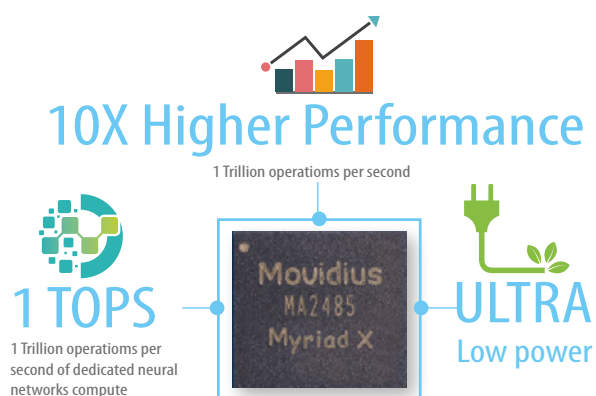 10X Higher Performance
1 Trillion operatioms per second
Movidius
MA2485
Myriad X
1 TOPS
1 Trillion operatioms per
second of dedicated neural
networks compute
ULTRA
Low power